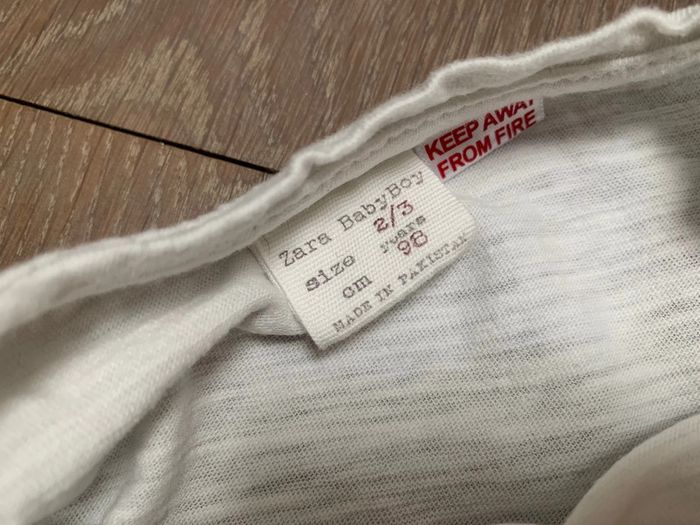 KEEP AWAY
FROM FIRE
Zara BabyBoy
size 2/3
years
cm 98
MADE IN PAKISTAN